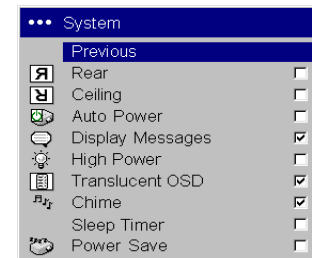 ••• System
Previous
Rear
Ceiling
Auto Power
Display Messages
High Power
Translucent OSD
Chime
Sleep Timer
Power Save